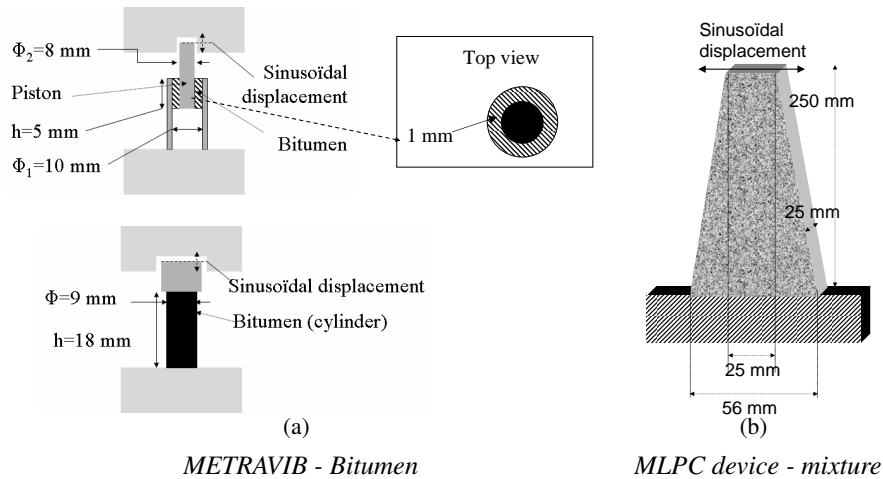 Φ2=8 mm
Sinusoïdal
displacement
Piston
h=5 mm
Bitumen
Φ1=10 mm
Top view
1 mm
Sinusoïdal displacement
Φ=9 mm
Bitumen (cylinder)
h=18 mm
(a)
METRAVIB - Bitumen
Sinusoïdal
displacement
250 mm
25 mm
25 mm
56 mm
(b)
MLPC device - mixture